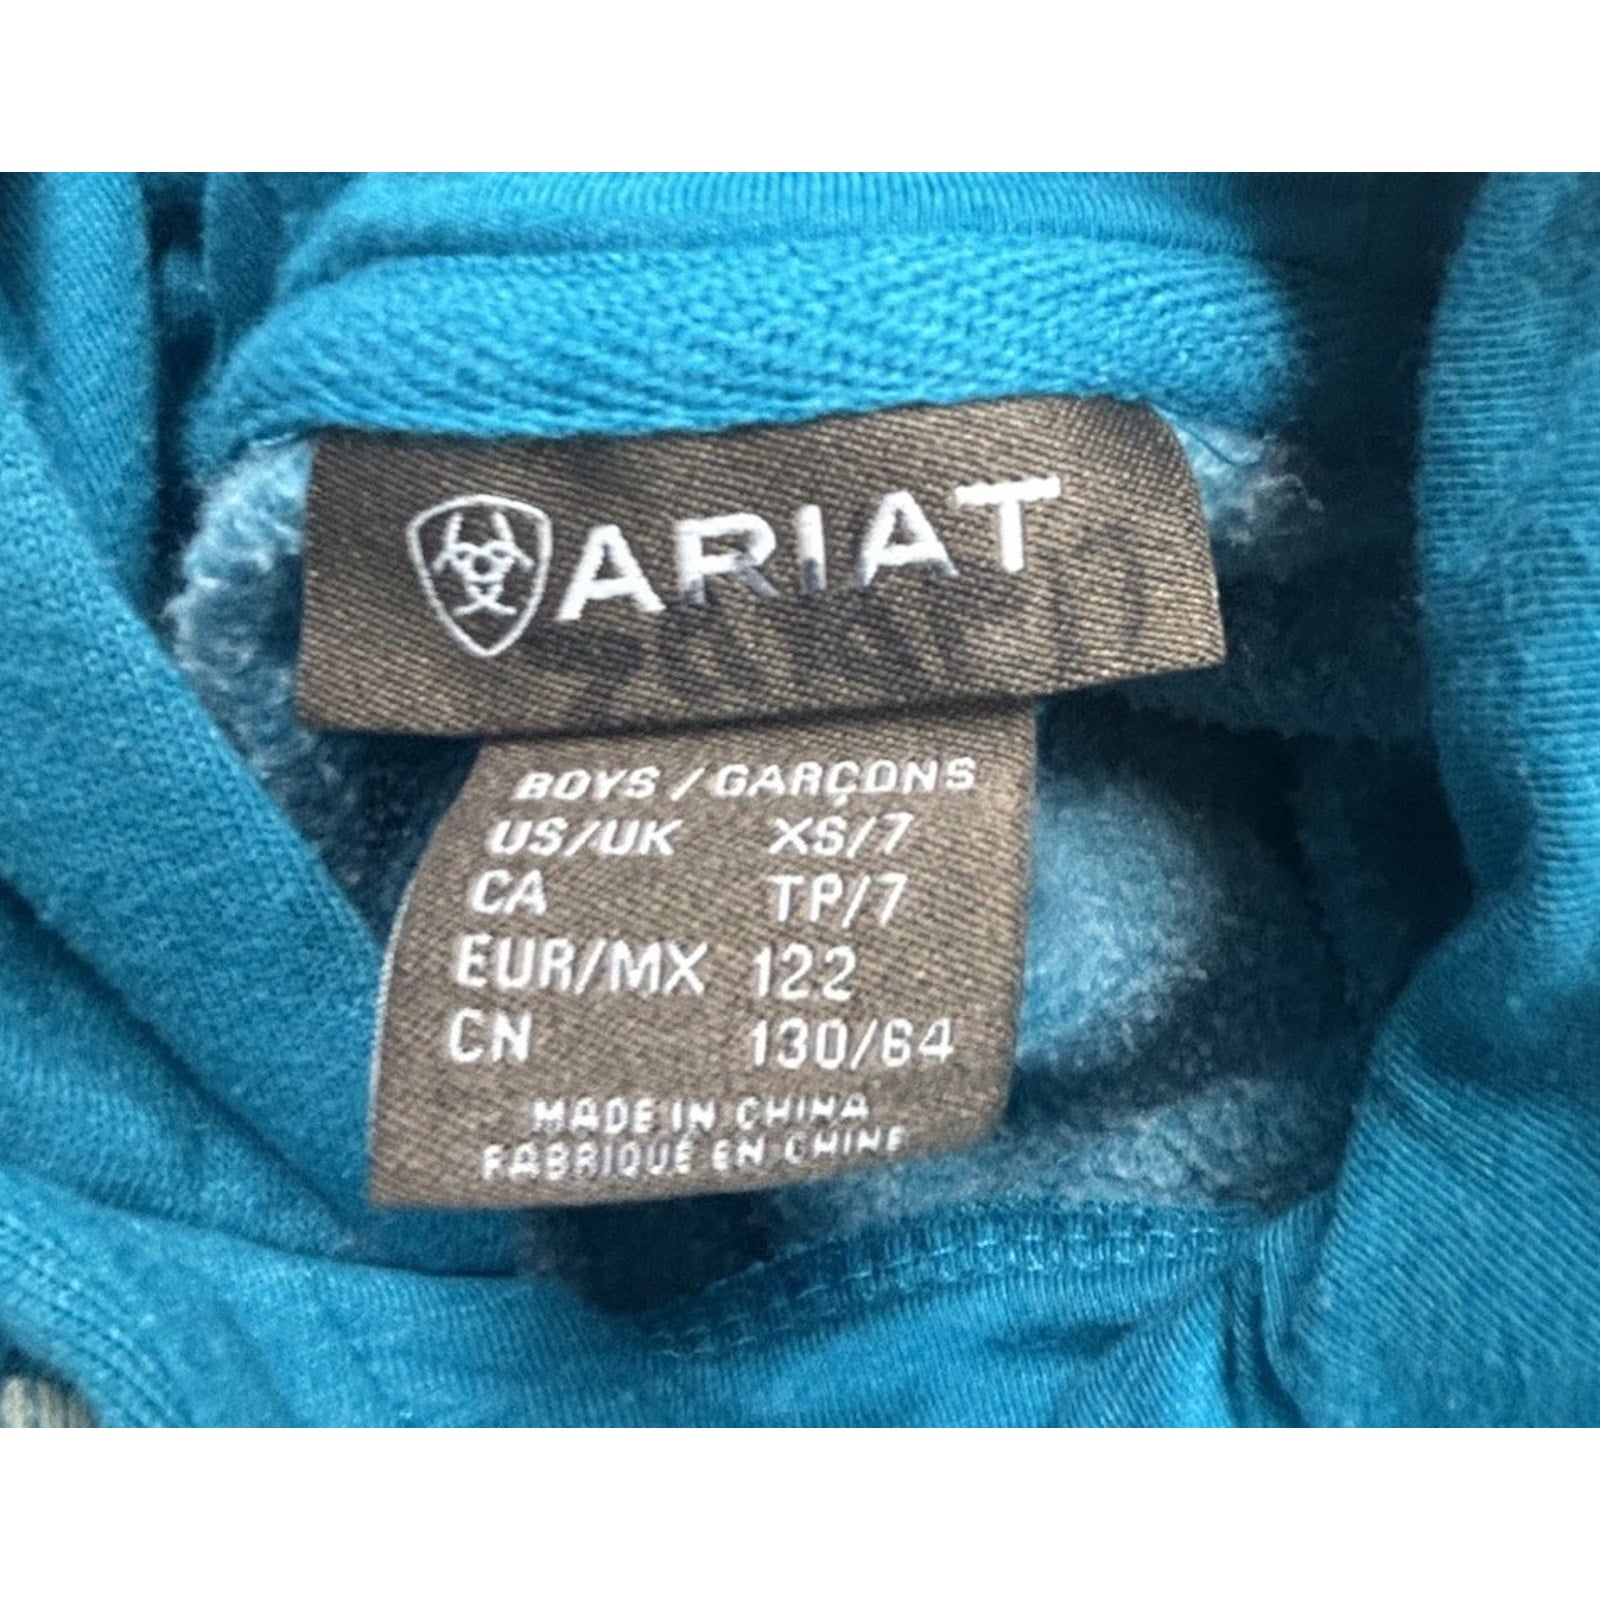 ARIAT
BOYS / GARÇONS
US/UK XS/7
CA TP/7
EUR/MX 122
CN 130/64
MADE IN CHINA
FABRIQUÉ EN CHINE